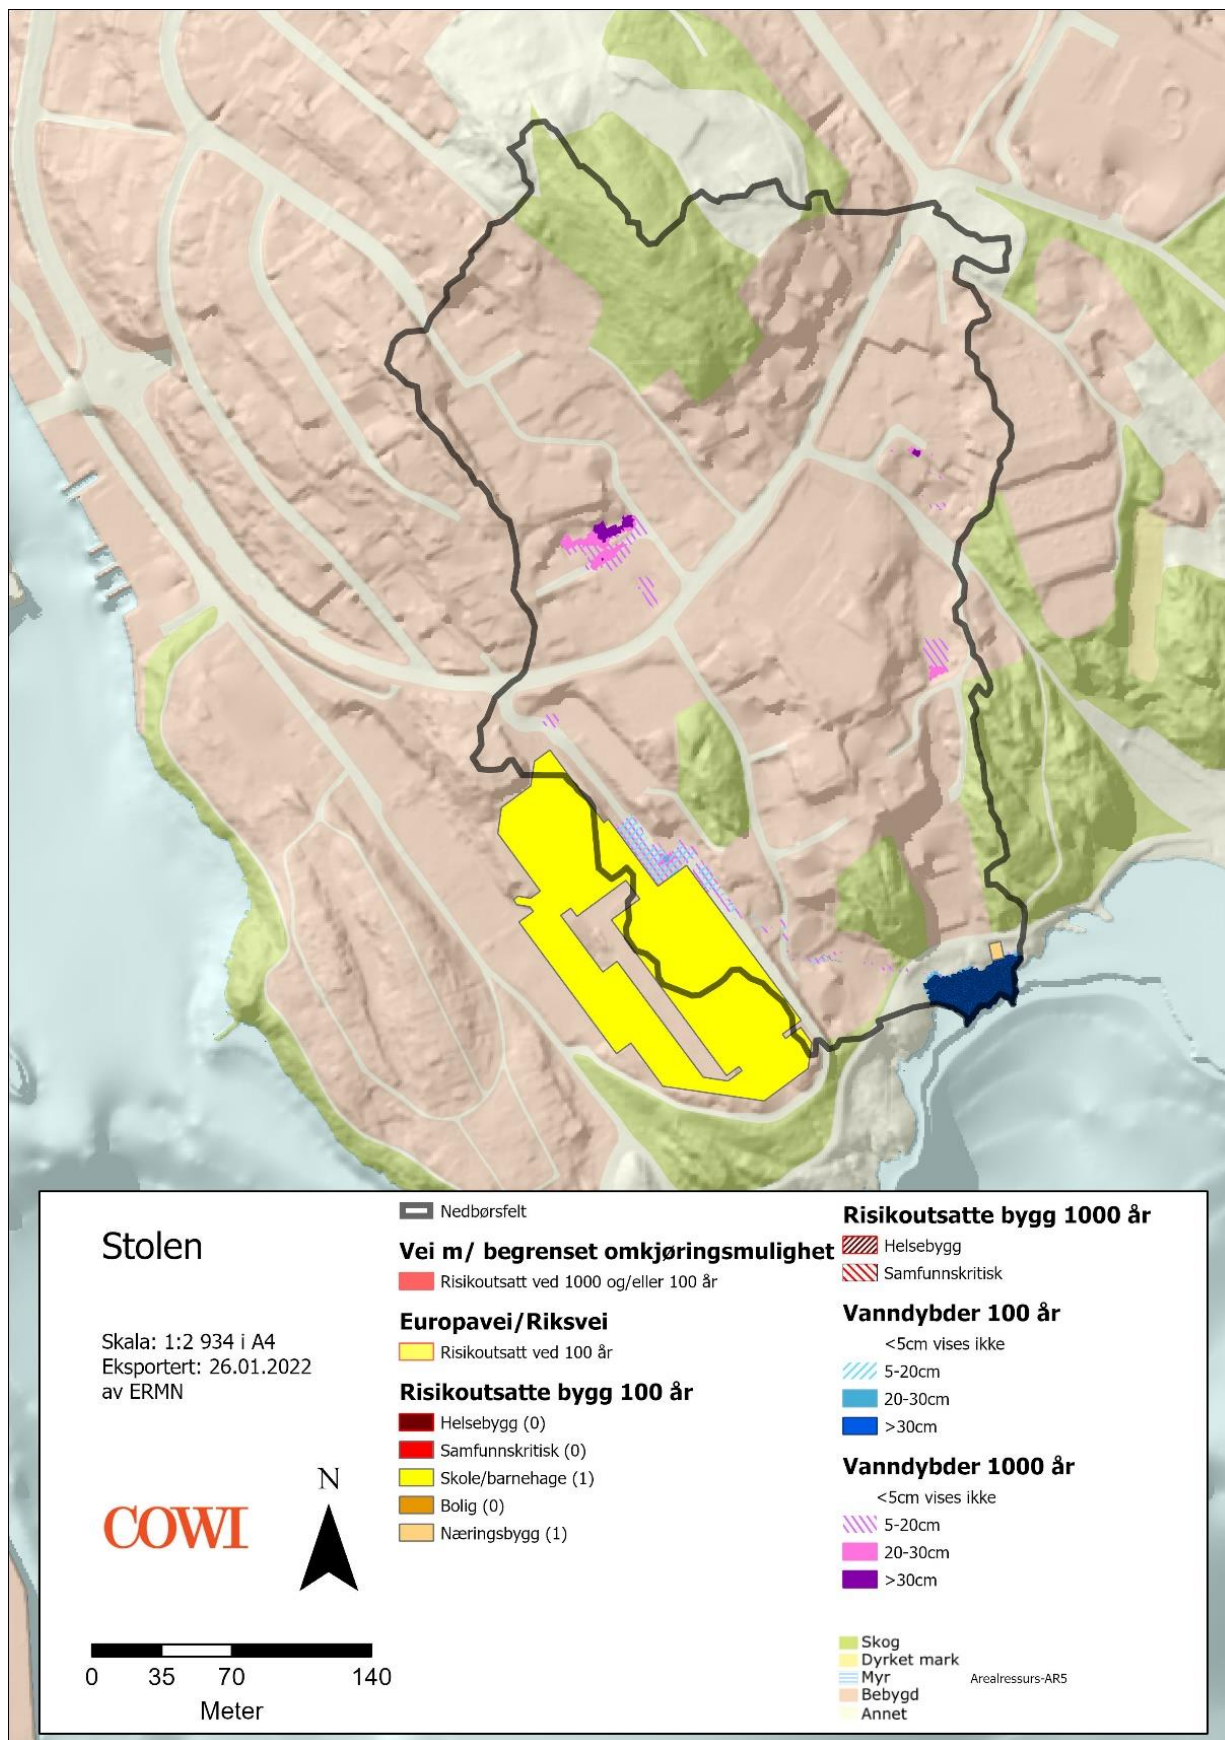 Stolen
Skala: 1:2 934 i A4
Eksportert: 26.01.2022
av ERMN
COWI
N
0 35 70 140
Meter
Nedbørsfelt
Vei m/ begrenset omkjøringsmulighet
Risikoutsatt ved 1000 og/eller 100 år
Europavei/Riksvei
Risikoutsatt ved 100 år
Risikoutsatte bygg 100 år
Helsebygg (0)
Samfunnskritisk (0)
Skole/barnehage (1)
Bolig (0)
Næringsbygg (1)
Risikoutsatte bygg 1000 år
Helsebygg
Samfunnskritisk
Vanndybder 100 år
<5cm vises ikke
5-20cm
20-30cm
>30cm
Vanndybder 1000 år
<5cm vises ikke
5-20cm
20-30cm
>30cm
Skog
Dyrket mark
Myr
Bebygd
Annet
Arealressurs-AR5